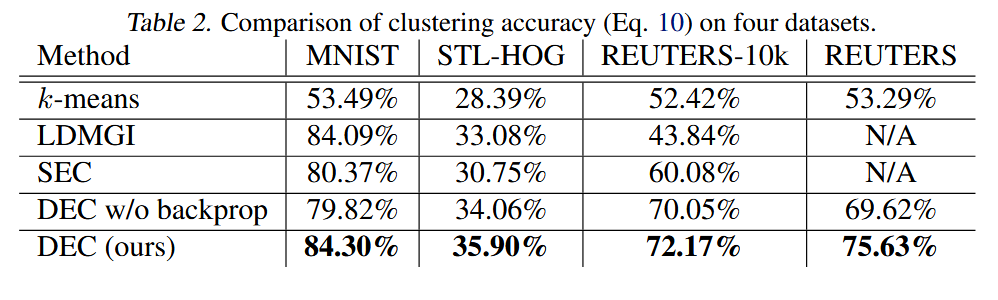 Table 2. Comparison of clustering accuracy (Eq. 10) on four datasets.
Method MNIST STL-HOG REUTERS-10k REUTERS
k-means 53.49% 28.39% 52.42% 53.29%
LDMGI 84.09% 33.08% 43.84% N/A
SEC 80.37% 30.75% 60.08% N/A
DEC w/o backprop 79.82% 34.06% 70.05% 69.62%
DEC (ours) 84.30% 35.90% 72.17% 75.63%